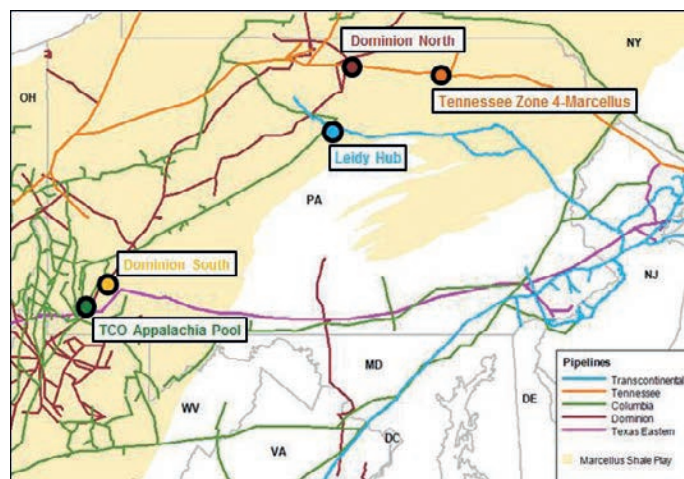 Dominion North
NY
OH
Tennessee Zone 4-Marcellus
Leidy Hub
PA
Dominion South
NJ
TCO Appalachia Pool
MD
DE
WV
VA
DC
Pipelines
Transcontinental
Tennessee
Columbia
Dominion
Texas Eastern
Marcellus Shale Play